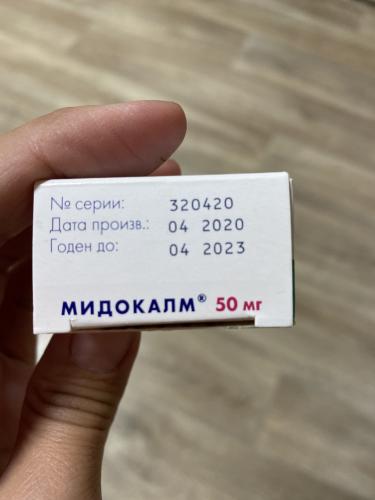 № серии: 320420
Дата произв.: 04 2020
Годен до: 04 2023
МИДОКАЛМ® 50 мг